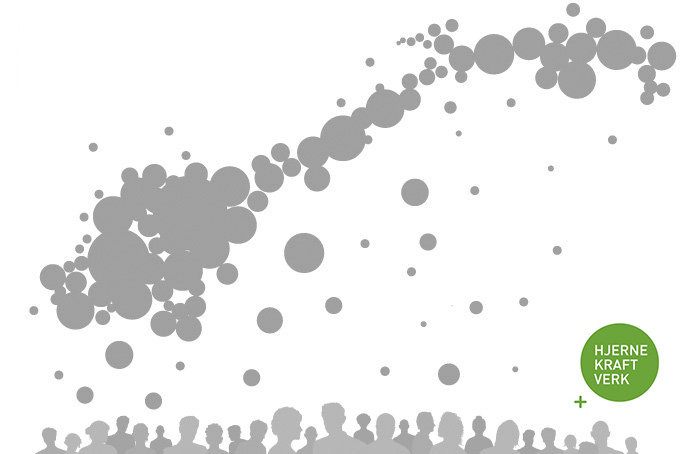 HJERNE
KRAFT
VERK
+